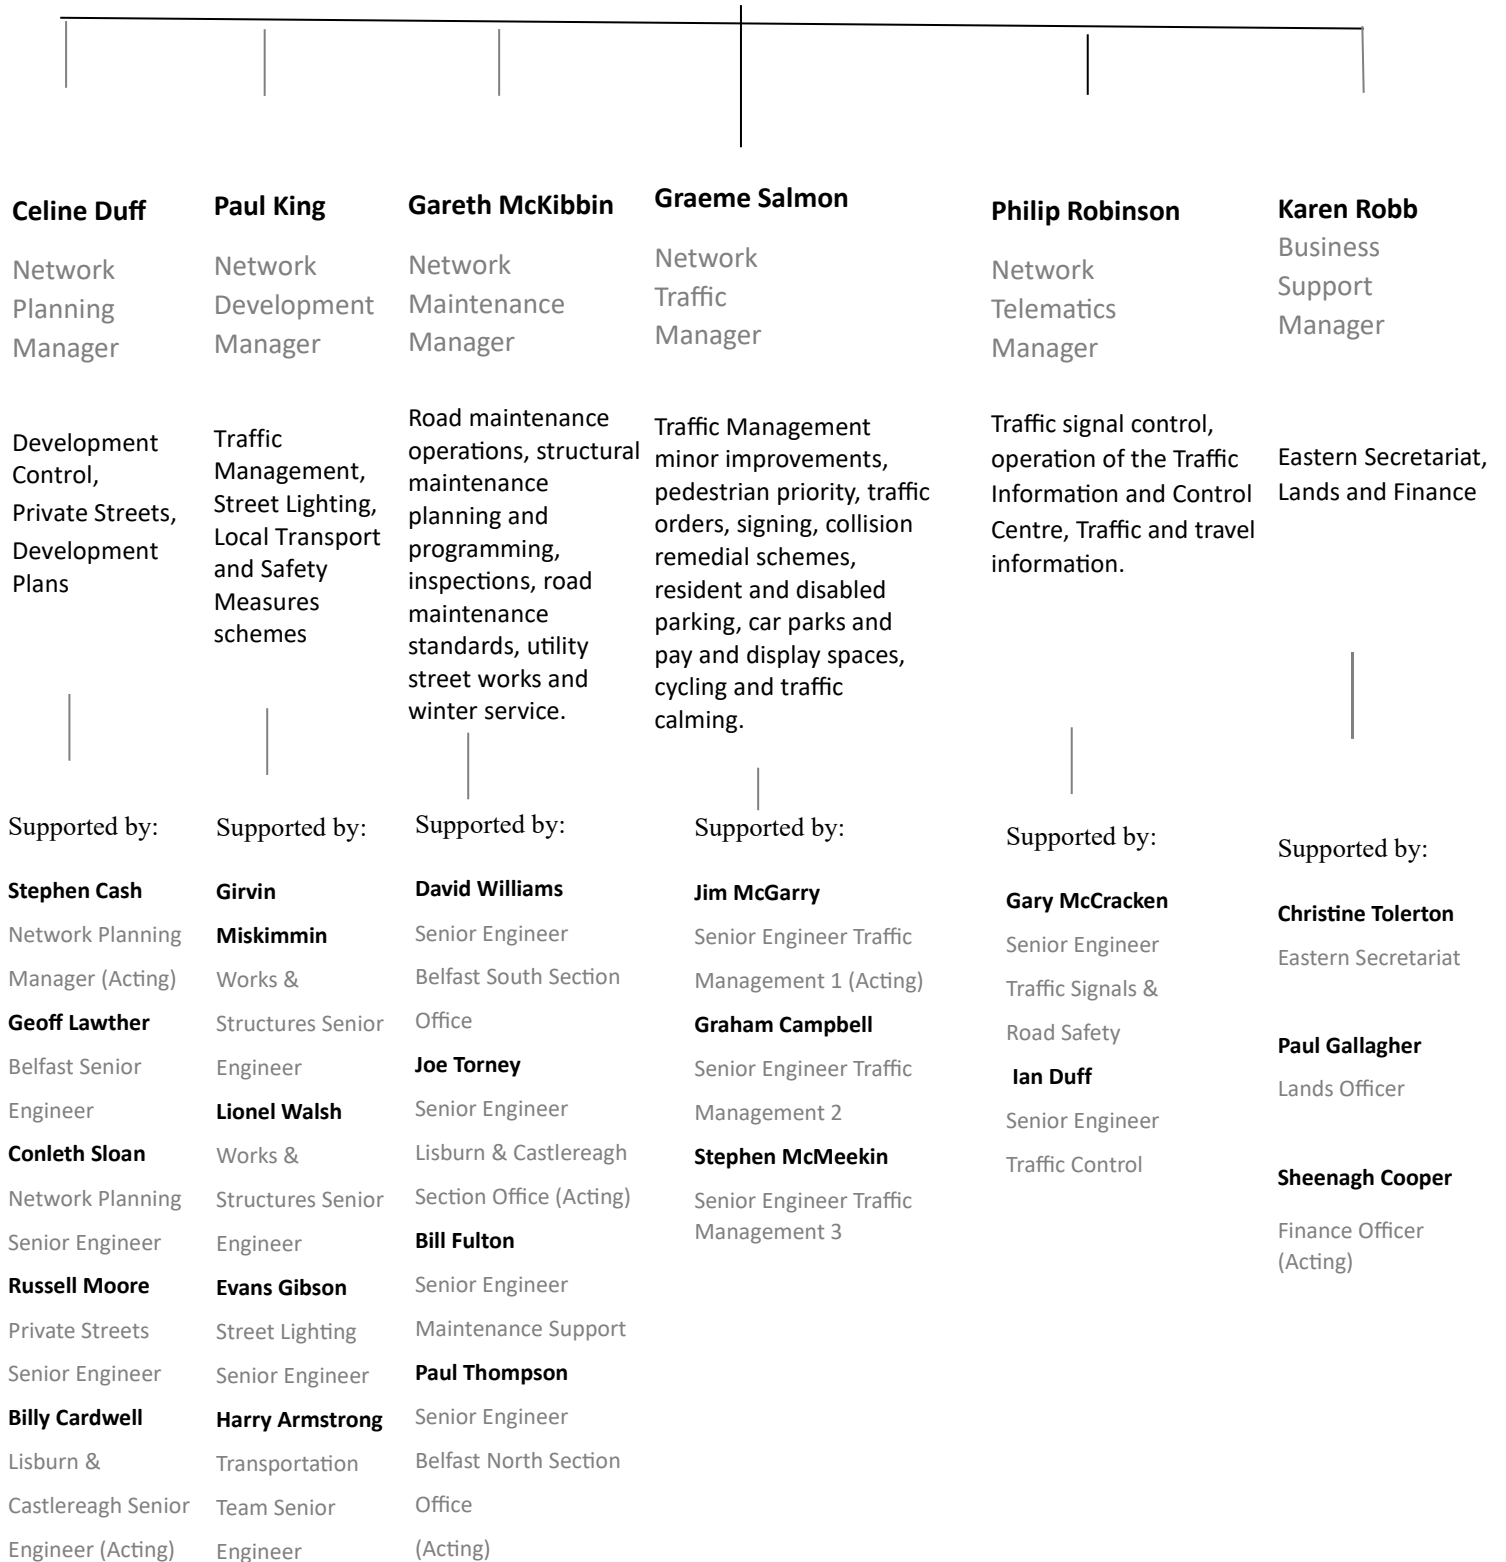 Celine Duff
Network
Planning
Manager
Development
Control,
Private Streets,
Development
Plans
Supported by:
Stephen Cash
Network Planning
Manager (Acting)
Geoff Lawther
Belfast Senior
Engineer
Conleth Sloan
Network Planning
Senior Engineer
Russell Moore
Private Streets
Senior Engineer
Billy Cardwell
Lisburn &
Castlereagh Senior
Engineer (Acting)
Paul King
Network
Development
Manager
Traffic
Management,
Street Lighting,
Local Transport
and Safety
Measures
schemes
Supported by:
Girvin
Miskimmin
Works &
Structures Senior
Engineer
Lionel Walsh
Works &
Structures Senior
Engineer
Evans Gibson
Street Lighting
Senior Engineer
Harry Armstrong
Transportation
Team Senior
Engineer
Gareth McKibbin
Network
Maintenance
Manager
Road maintenance
operations, structural
maintenance
planning and
programming,
inspections, road
maintenance
standards, utility
street works and
winter service.
Supported by:
David Williams
Senior Engineer
Belfast South Section
Office
Joe Torney
Senior Engineer
Lisburn & Castlereagh
Section Office (Acting)
Bill Fulton
Senior Engineer
Maintenance Support
Paul Thompson
Senior Engineer
Belfast North Section
Office
(Acting)
Graeme Salmon
Network
Traffic
Manager
Traffic Management
minor improvements,
pedestrian priority, traffic
orders, signing, collision
remedial schemes,
resident and disabled
parking, car parks and
pay and display spaces,
cycling and traffic
calming.
Supported by:
Jim McGarry
Senior Engineer Traffic
Management 1 (Acting)
Graham Campbell
Senior Engineer Traffic
Management 2
Stephen McMeekin
Senior Engineer Traffic
Management 3
Philip Robinson
Network
Telematics
Manager
Traffic signal control,
operation of the Traffic
Information and Control
Centre, Traffic and travel
information.
Supported by:
Gary McCracken
Senior Engineer
Traffic Signals &
Road Safety
Ian Duff
Senior Engineer
Traffic Control
Karen Robb
Business
Support
Manager
Eastern Secretariat,
Lands and Finance
Supported by:
Christine Tolerton
Eastern Secretariat
Paul Gallagher
Lands Officer
Sheenagh Cooper
Finance Officer
(Acting)